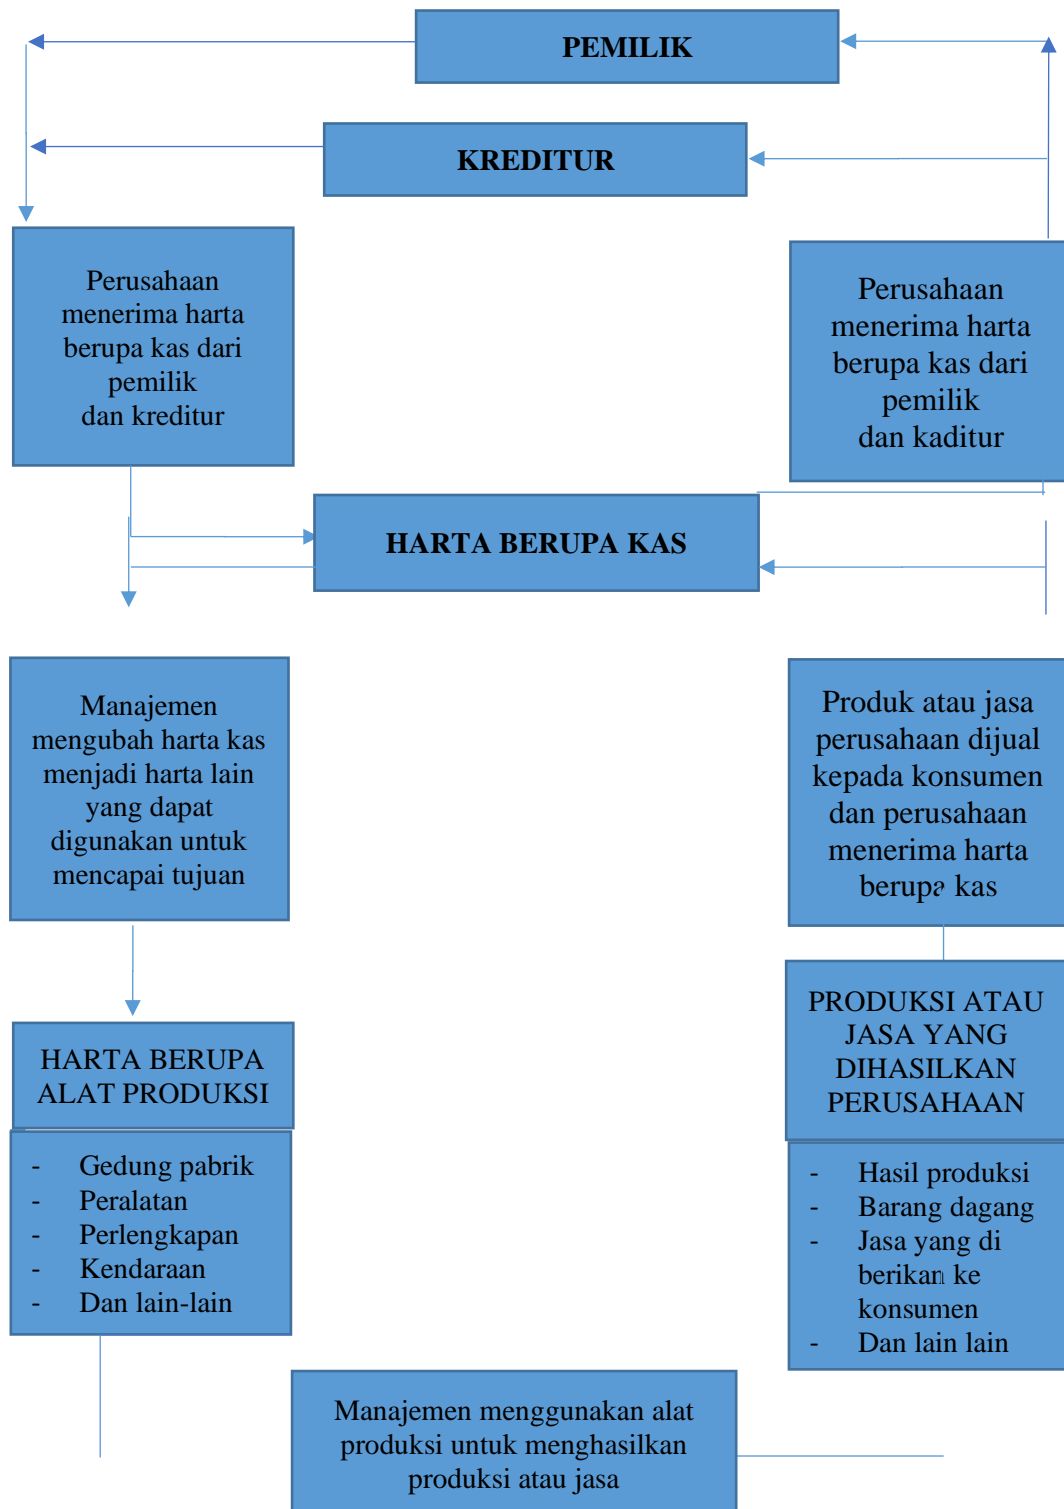 PEMILIK
KREDITUR
Perusahaan
menerima harta
berupa kas dari
pemilik
dan kreditur
Perusahaan
menerima harta
berupa kas dari
pemilik
dan kaditur
HARTA BERUPA KAS
Manajemen
mengubah harta kas
menjadi harta lain
yang dapat
digunakan untuk
mencapai tujuan
Produk atau jasa
perusahaan dijual
kepada konsumen
dan perusahaan
menerima harta
berupa kas
HARTA BERUPA
ALAT PRODUKSI
- Gedung pabrik
- Peralatan
- Perlengkapan
- Kendaraan
- Dan lain-lain
PRODUKSI ATAU
JASA YANG
DIHASILKAN
PERUSAHAAN
- Hasil produksi
- Barang dagang
- Jasa yang di
berikan ke
konsumen
- Dan lain lain
Manajemen menggunakan alat
produksi untuk menghasilkan
produksi atau jasa